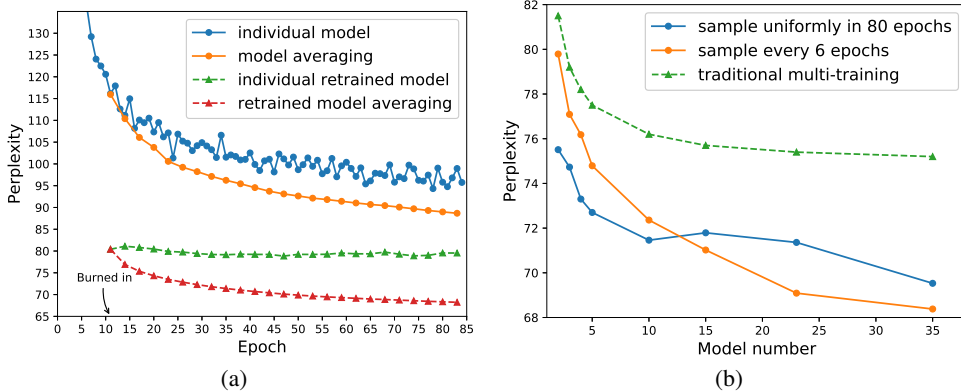 130
125
120
115
110
105
100
95
90
85
80
75
70
65
Perplexity
individual model
model averaging
individual retrained model
retrained model averaging
Burned in
0 5 10 15 20 25 30 35 40 45 50 55 60 65 70 75 80 85
Epoch
(a)
82
80
78
76
74
72
70
68
Perplexity
sample uniformly in 80 epochs
sample every 6 epochs
traditional multi-training
5 10 15 20 25 30 35
Model number
(b)